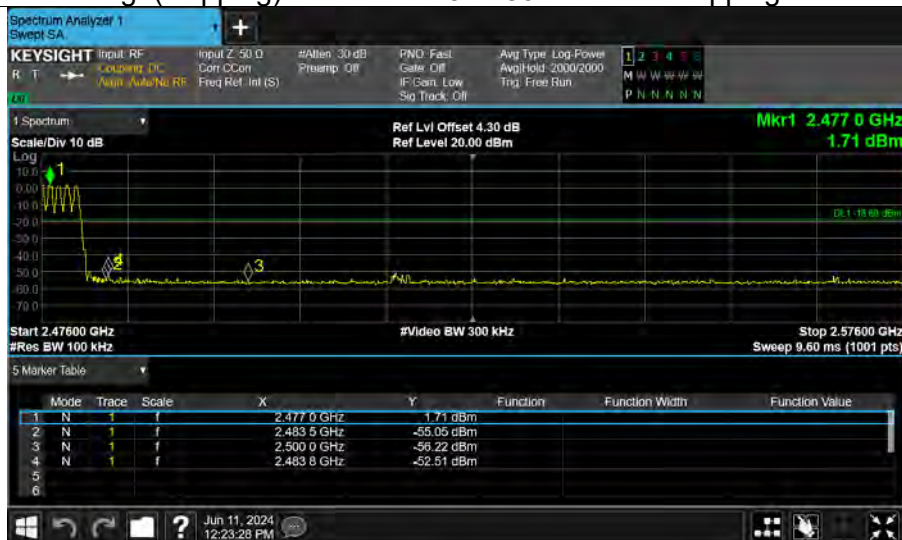 Spectrum Analyzer 1
Swept SA
+
KEYSIGHT Input: RF Input Z: 50 Ω #Atten: 30 dB PNO: Fast Avg Type: Log-Power 1 2 3 4 5 6
R T Coupling: DC Corr CCorr Preamp: Off Gate: Off Avg|Hold: 2000/2000 M W W W W W
Align: Auto/No RF Freq Ref: Int (S) IF Gain: Low Trig: Free Run
Sig Track: Off P N N N N N
1 Spectrum Ref Lvl Offset 4.30 dB Mkr1 2.477 0 GHz
Scale/Div 10 dB Ref Level 20.00 dBm 1.71 dBm
Log
10.0 1
0.00
-10.0
-20.0 DL1 -18.60 dBm
-30.0
-40.0
-50.0 2 3
-60.0
-70.0
Start 2.47600 GHz #Video BW 300 kHz Stop 2.57600 GHz
#Res BW 100 kHz Sweep 9.60 ms (1001 pts)
5 Marker Table
Mode Trace Scale X Y Function Function Width Function Value
1 N 1 f 2.477 0 GHz 1.71 dBm
2 N 1 f 2.483 5 GHz -55.05 dBm
3 N 1 f 2.500 0 GHz -56.22 dBm
4 N 1 f 2.483 8 GHz -52.51 dBm
5
6
? Jun 11, 2024
12:23:28 PM